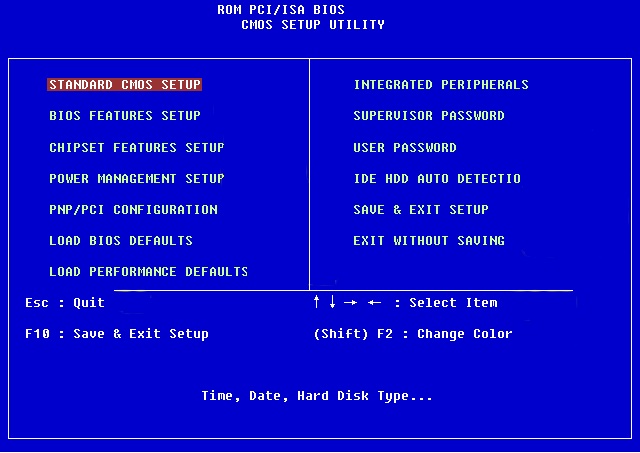 ROM PCI/ISA BIOS
CMOS SETUP UTILITY
STANDARD CMOS SETUP
BIOS FEATURES SETUP
CHIPSET FEATURES SETUP
POWER MANAGEMENT SETUP
PNP/PCI CONFIGURATION
LOAD BIOS DEFAULTS
LOAD PERFORMANCE DEFAULTS
INTEGRATED PERIPHERALS
SUPERVISOR PASSWORD
USER PASSWORD
IDE HDD AUTO DETECTIO
SAVE & EXIT SETUP
EXIT WITHOUT SAVING
Esc : Quit
↑ ↓ → ← : Select Item
F10 : Save & Exit Setup
(Shift) F2 : Change Color
Time, Date, Hard Disk Type...